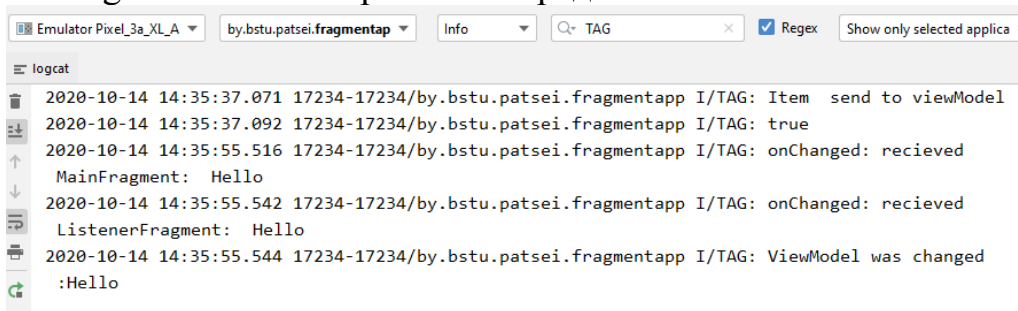 Emulator Pixel_3a_XL_A
by.bstu.patsei.fragmentap
Info
TAG
Regex
Show only selected applica
logcat
2020-10-14 14:35:37.071 17234-17234/by.bstu.patsei.fragmentapp I/TAG: Item  send to viewModel
2020-10-14 14:35:37.092 17234-17234/by.bstu.patsei.fragmentapp I/TAG: true
2020-10-14 14:35:55.516 17234-17234/by.bstu.patsei.fragmentapp I/TAG: onChanged: recieved
MainFragment:  Hello
2020-10-14 14:35:55.542 17234-17234/by.bstu.patsei.fragmentapp I/TAG: onChanged: recieved
ListenerFragment:  Hello
2020-10-14 14:35:55.544 17234-17234/by.bstu.patsei.fragmentapp I/TAG: ViewModel was changed
:Hello